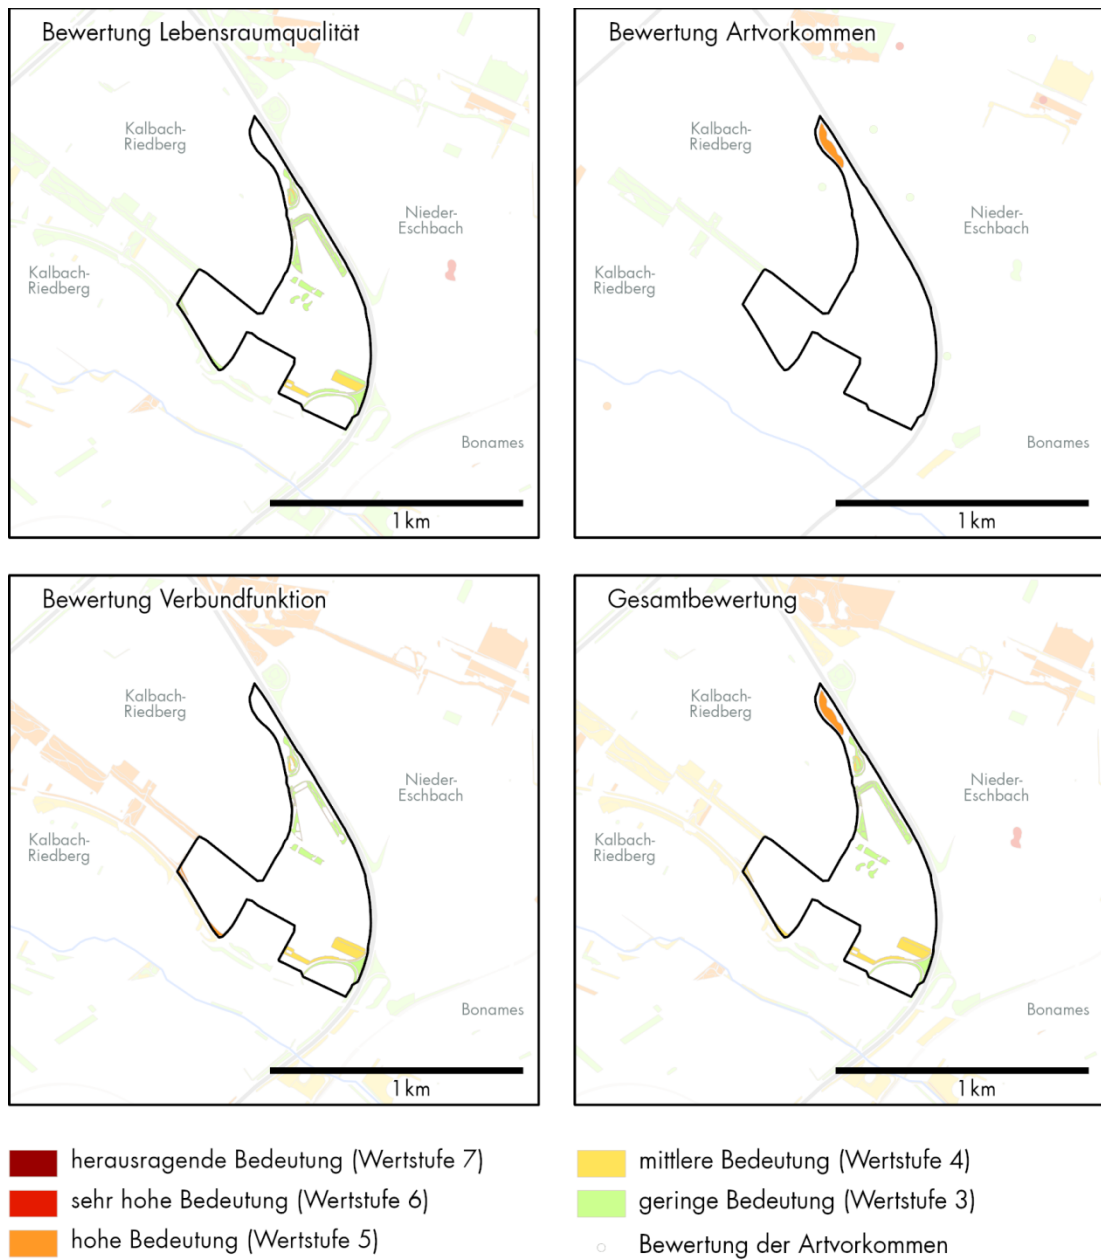 Bewertung Lebensraumqualität
Kalbach-
Riedberg
Nieder-
Eschbach
Kalbach-
Riedberg
Bonames
1 km
Bewertung Artvorkommen
Kalbach-
Riedberg
Nieder-
Eschbach
Kalbach-
Riedberg
Bonames
1 km
Bewertung Verbundfunktion
Kalbach-
Riedberg
Nieder-
Eschbach
Kalbach-
Riedberg
Bonames
1 km
Gesamtbewertung
Kalbach-
Riedberg
Nieder-
Eschbach
Kalbach-
Riedberg
Bonames
1 km
herausragende Bedeutung (Wertstufe 7)
sehr hohe Bedeutung (Wertstufe 6)
hohe Bedeutung (Wertstufe 5)
mittlere Bedeutung (Wertstufe 4)
geringe Bedeutung (Wertstufe 3)
Bewertung der Artvorkommen